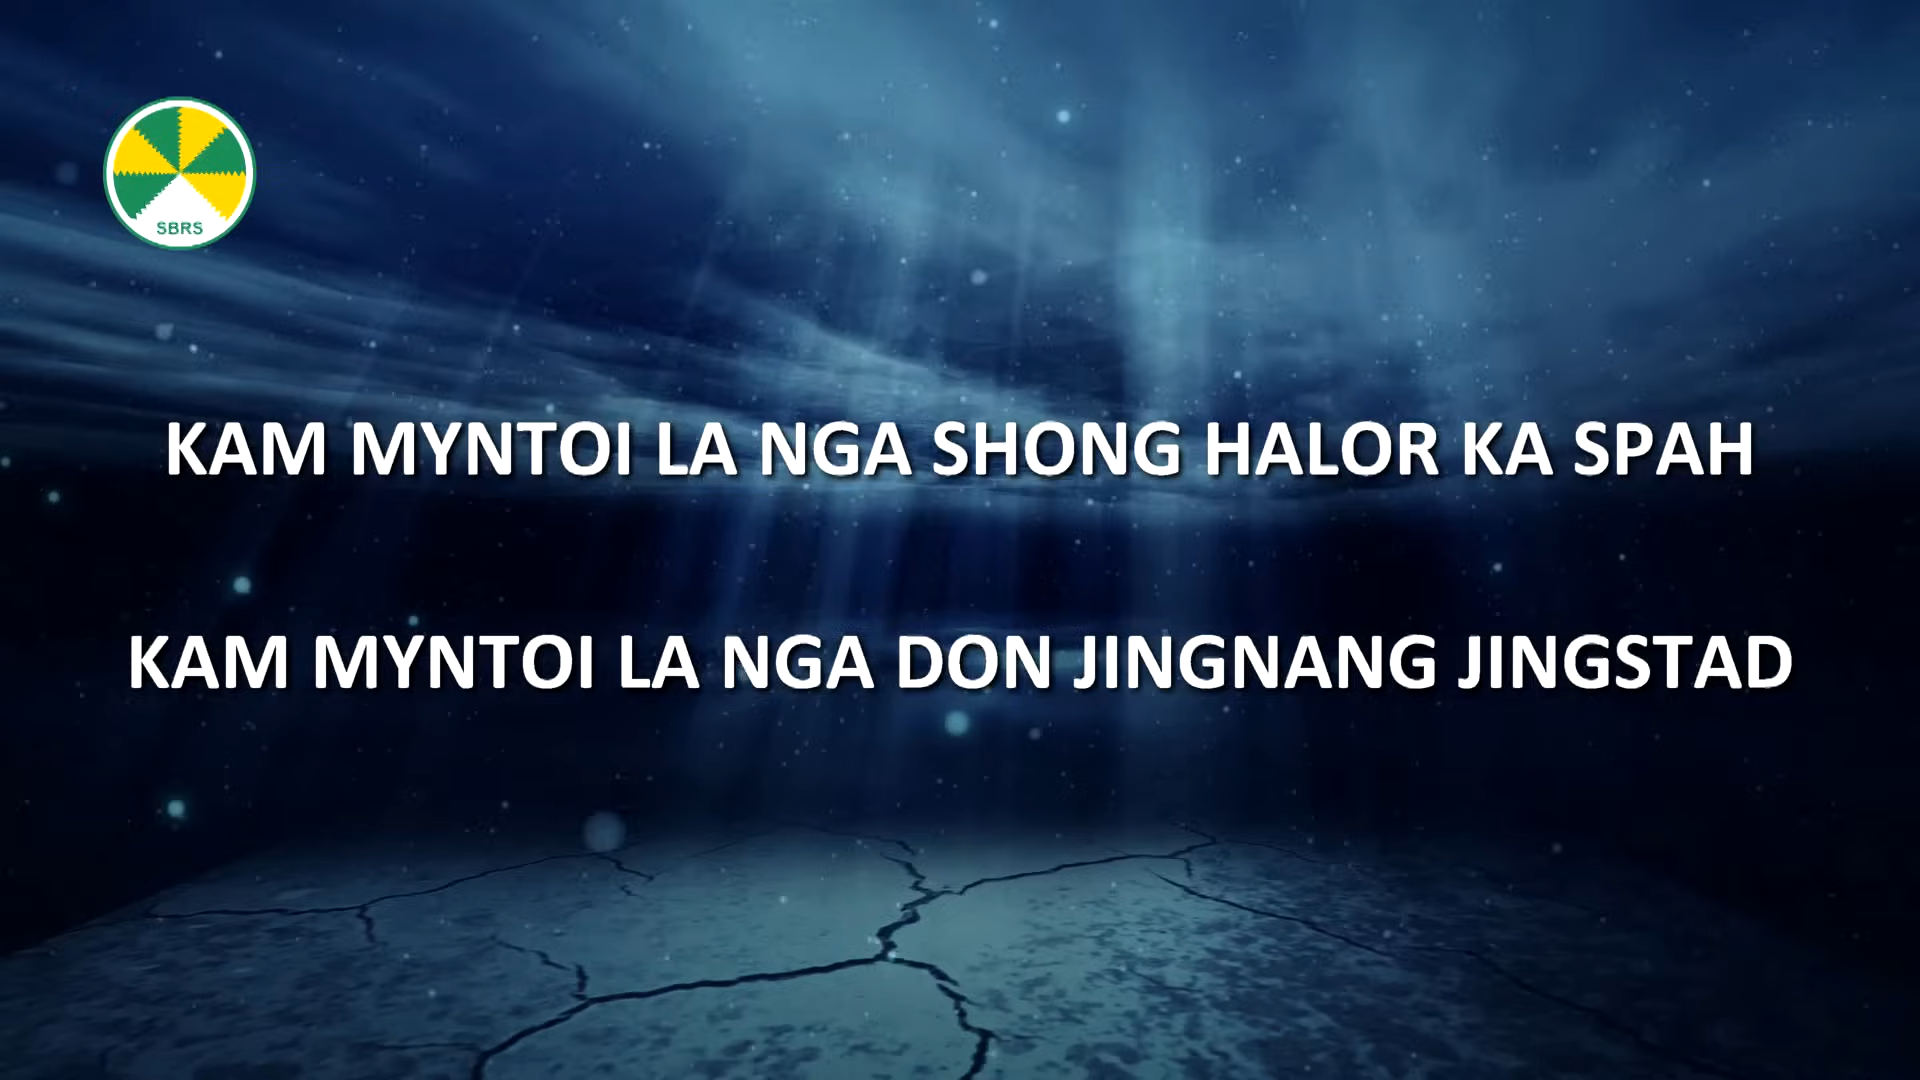 SBRS
KAM MYNTOI LA NGA SHONG HALOR KA SPAH
KAM MYNTOI LA NGA DON JINGNANG JINGSTAD